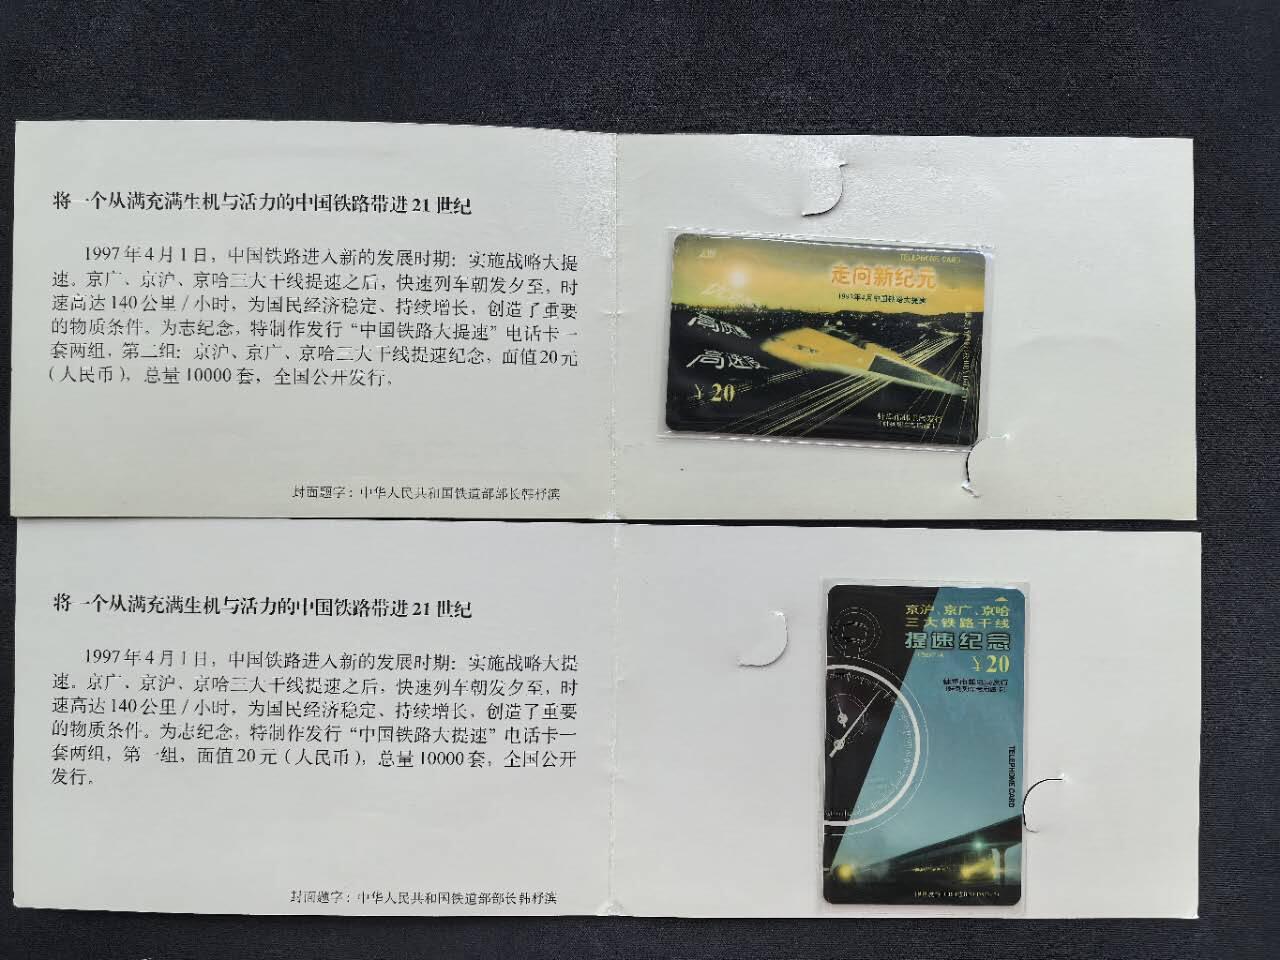 将一个从满充满生机与活力的中国铁路带进21世纪
1997年4月1日，中国铁路进入新的发展时期：实施战略大提
速。京广、京沪、京哈三大干线提速之后，快速列车朝发夕至，时
速高达140公里/小时，为国民经济稳定、持续增长，创造了重要
的物质条件。为志纪念，特制作发行“中国铁路大提速”电话卡一
套两组，第二组：京沪、京广、京哈三大干线提速纪念，面值20元
（人民币），总量10000套，全国公开发行。
封面题字：中华人民共和国铁道部部长韩杼滨
TELEPHONE CARD
走向新纪元
1997年4月中国铁路大提速
高速
高速
￥20
将一个从满充满生机与活力的中国铁路带进21世纪
1997年4月1日，中国铁路进入新的发展时期：实施战略大提
速。京广、京沪、京哈三大干线提速之后，快速列车朝发夕至，时
速高达140公里/小时，为国民经济稳定、持续增长，创造了重要
的物质条件。为志纪念，特制作发行“中国铁路大提速”电话卡一
套两组，第一组，面值20元（人民币），总量10000套，全国公开
发行。
封面题字：中华人民共和国铁道部部长韩杼滨
京沪、京广、京哈
三大铁路干线
提速纪念
￥20
TELEPHONE CARD